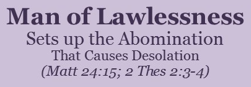 Man of Lawlessness
Sets up the Abomination
That Causes Desolation
(Matt 24:15; 2 Thes 2:3-4)